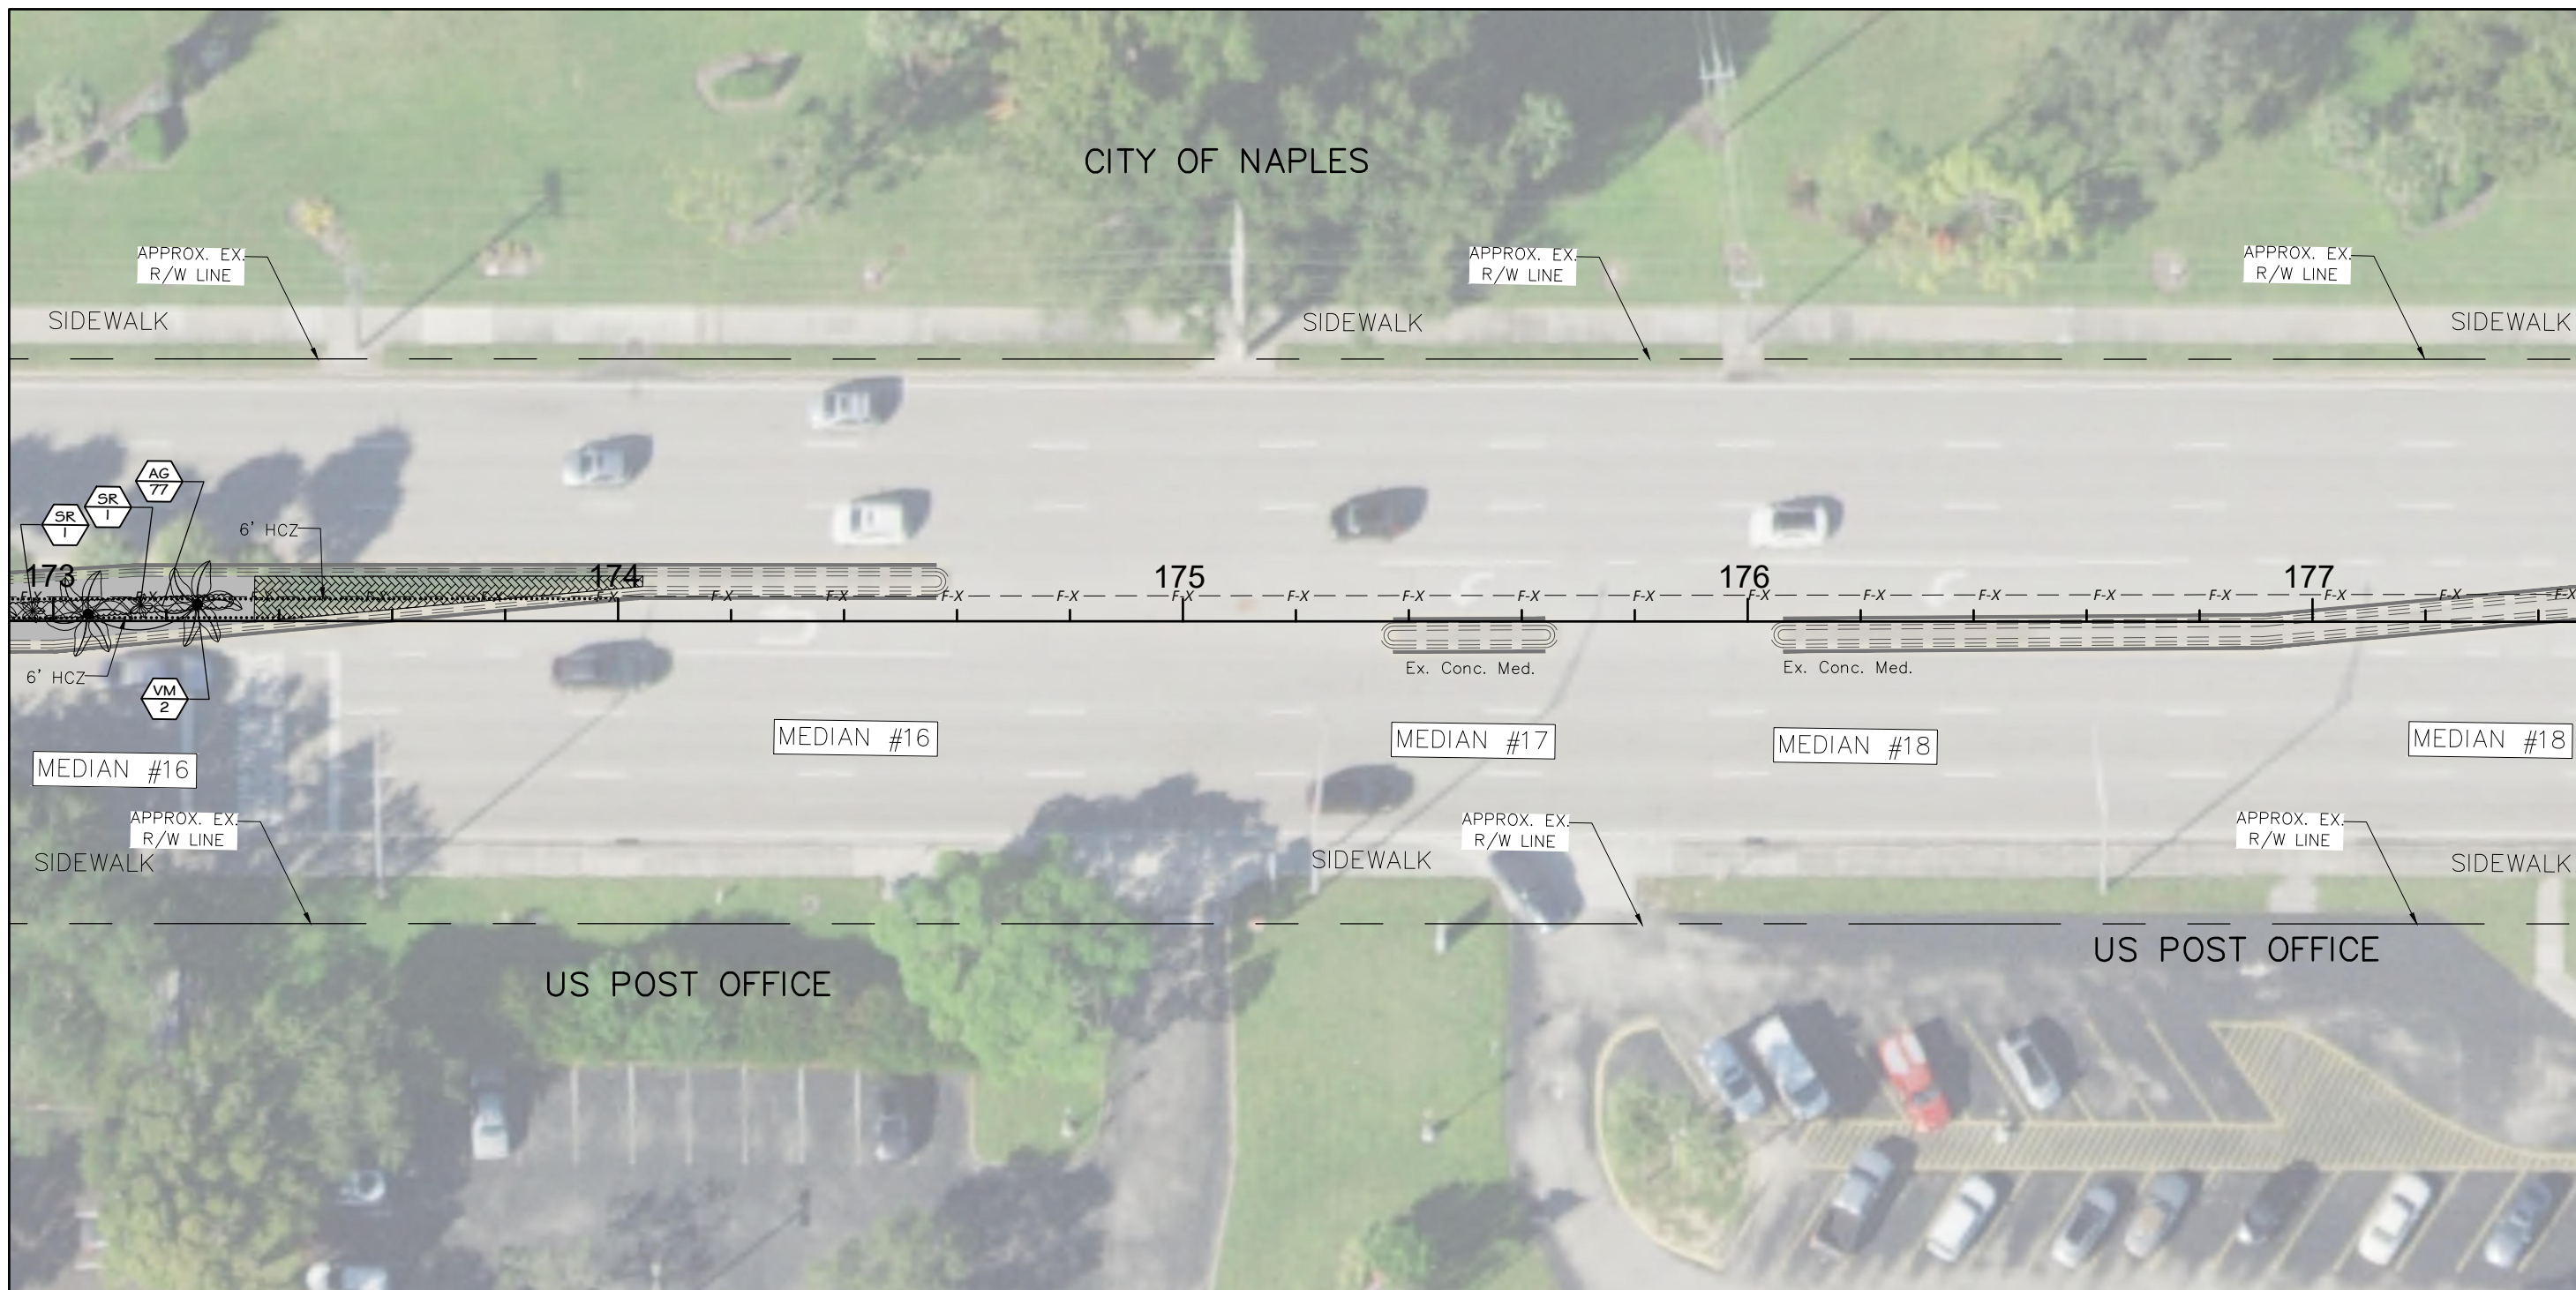 CITY OF NAPLES
APPROX. EX.
R/W LINE
APPROX. EX.
R/W LINE
APPROX. EX.
R/W LINE
SIDEWALK
SIDEWALK
SIDEWALK
AG
77
SR
1
SR
1
6' HCZ
173
174
175
176
177
F-X F-X F-X F-X F-X F-X F-X F-X F-X F-X F-X F-X F-X F-X F-X F-X F-X F-X F-X F-X F-X F-X F-X
6' HCZ
VM
2
Ex. Conc. Med.
Ex. Conc. Med.
MEDIAN #16
MEDIAN #16
MEDIAN #17
MEDIAN #18
MEDIAN #18
APPROX. EX.
R/W LINE
APPROX. EX.
R/W LINE
APPROX. EX.
R/W LINE
SIDEWALK
SIDEWALK
SIDEWALK
US POST OFFICE
US POST OFFICE